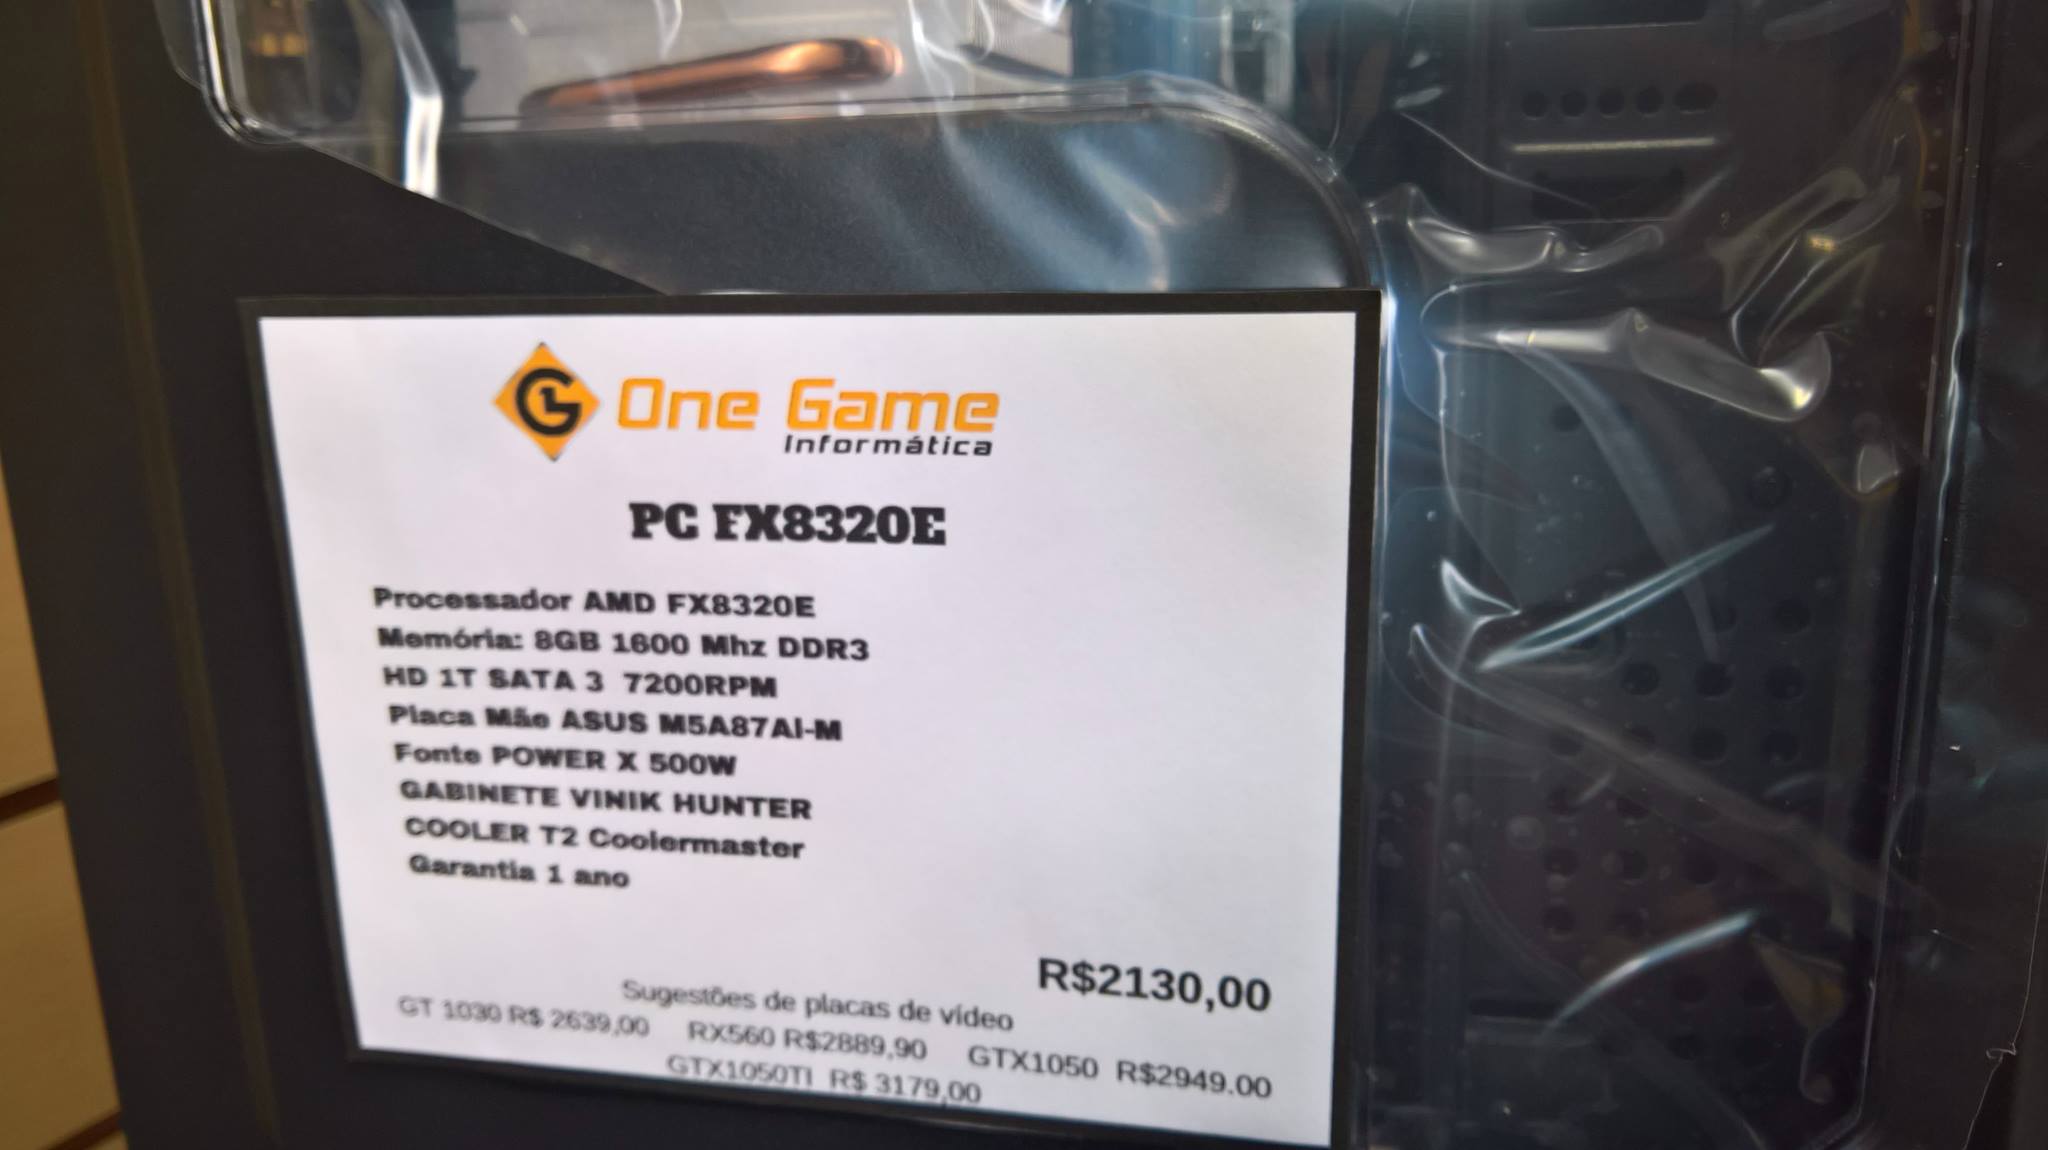 One Game
Informática
PC FX8320E
Processador AMD FX8320E
Memória: 8GB 1600 Mhz DDR3
HD 1T SATA 3 7200RPM
Placa Mãe ASUS M5A87AI-M
Fonte POWER X 500W
GABINETE VINIK HUNTER
COOLER T2 Coolermaster
Garantia 1 ano
R$2130,00
Sugestões de placas de vídeo
GT 1030 R$ 2639,00 RX560 R$2889,90 GTX1050 R$2949.00
GTX1050TI R$ 3179,00